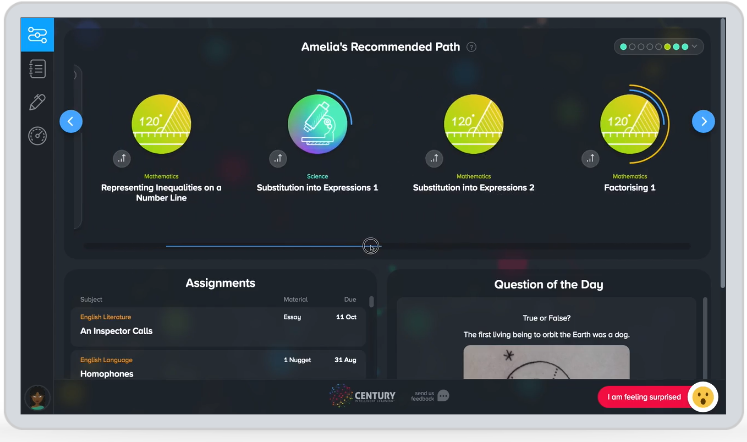 Amelia's Recommended Path ?
120°
120°
120°
Mathematics
Representing Inequalities on a
Number Line
Science
Substitution into Expressions 1
Mathematics
Substitution into Expressions 2
Mathematics
Factorising 1
Assignments
Subject Material Due
English Literature Essay 11 Oct
An Inspector Calls
English Language 1 Nugget 31 Aug
Homophones
Question of the Day
True or False?
The first living being to orbit the Earth was a dog.
CENTURY
send us
feedback
I am feeling surprised